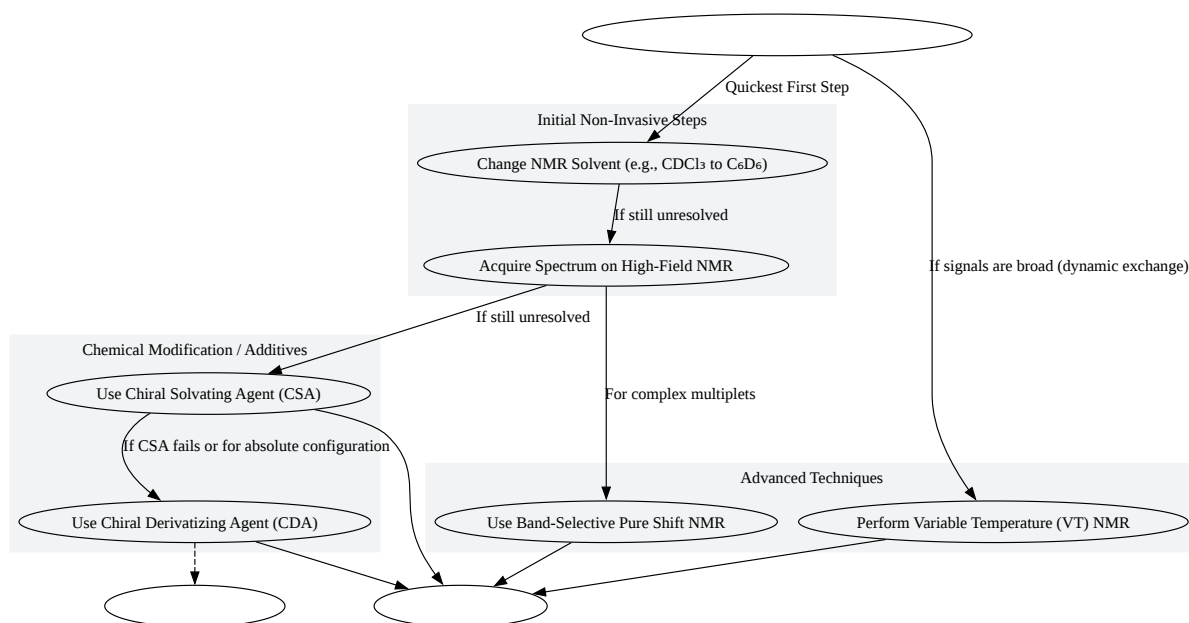 Quickest First Step
Initial Non-Invasive Steps
Change NMR Solvent (e.g., CDCl₃ to C₆D₆)
If still unresolved
Acquire Spectrum on High-Field NMR
If signals are broad (dynamic exchange)
If still unresolved
Chemical Modification / Additives
Use Chiral Solvating Agent (CSA)
For complex multiplets
If CSA fails or for absolute configuration
Advanced Techniques
Use Chiral Derivatizing Agent (CDA)
Use Band-Selective Pure Shift NMR
Perform Variable Temperature (VT) NMR